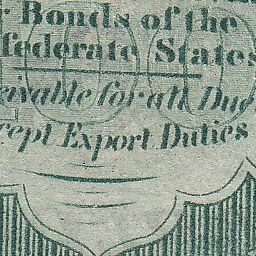 Bonds of the
federate States
eivable for all Due
cept Export Duties